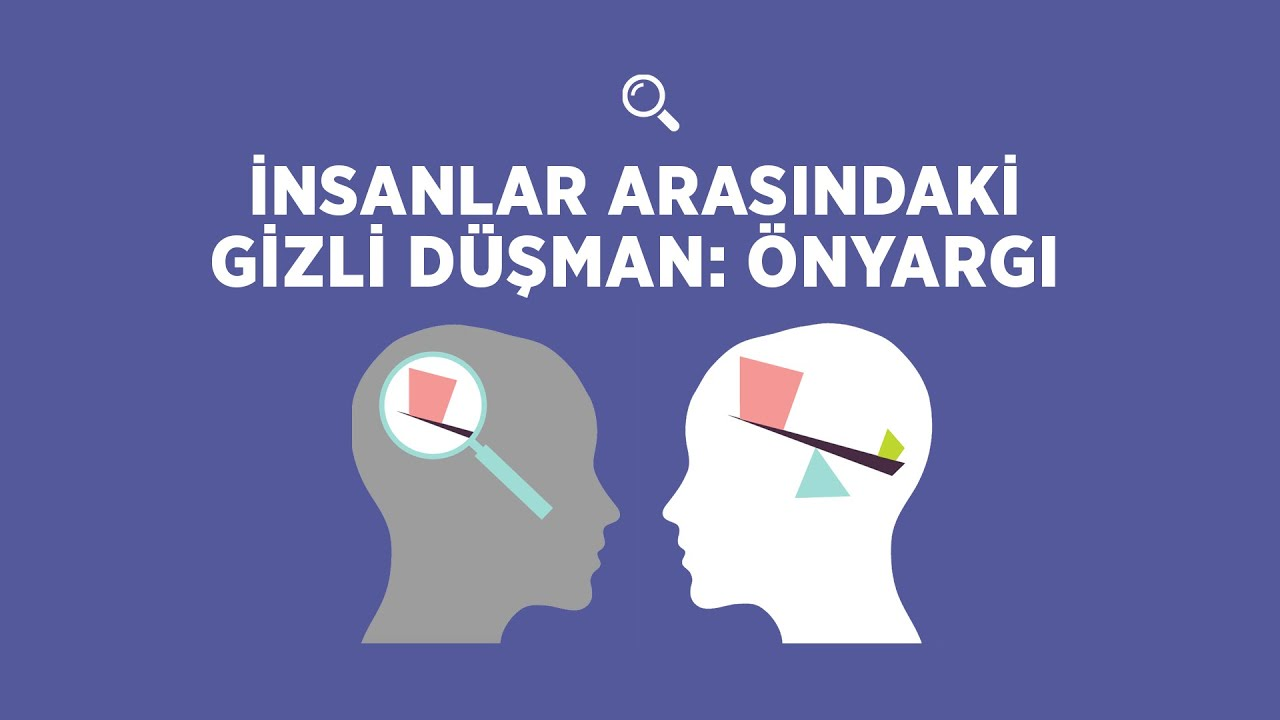 İNSANLAR ARASINDAKİ
GİZLİ DÜŞMAN: ÖNYARGI